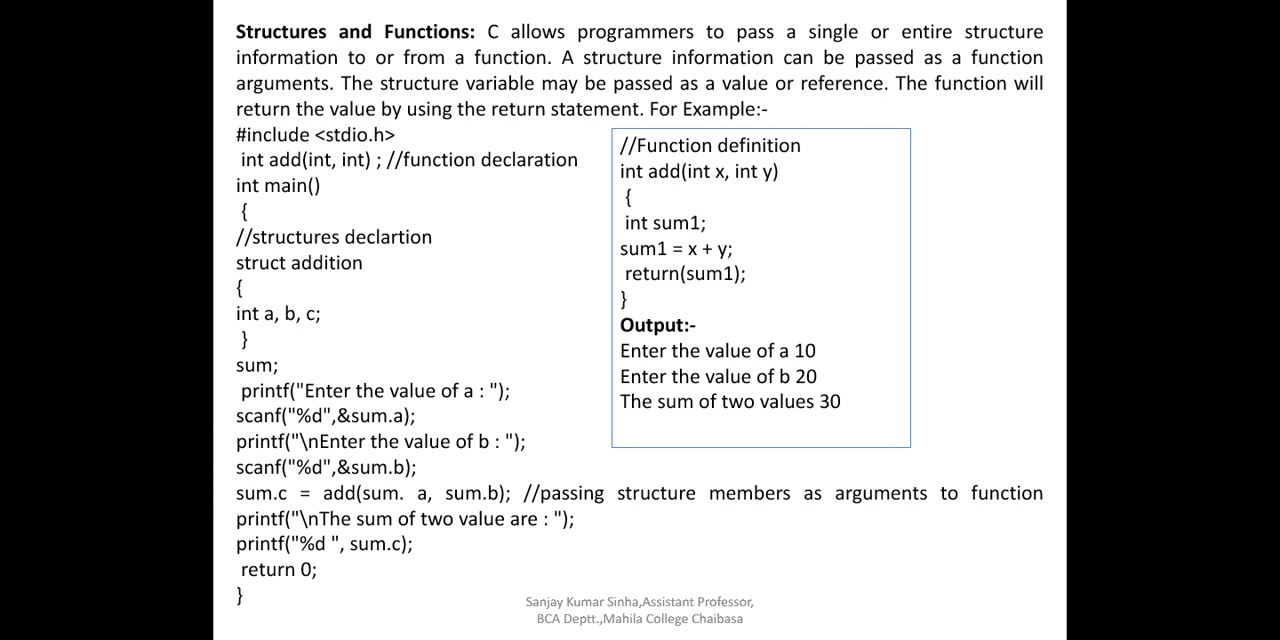 Structures and Functions: C allows programmers to pass a single or entire structure
information to or from a function. A structure information can be passed as a function
arguments. The structure variable may be passed as a value or reference. The function will
return the value by using the return statement. For Example:-
#include <stdio.h>
int add(int, int) ; //function declaration
int main()
{
//structures declartion
struct addition
{
int a, b, c;
}
sum;
printf("Enter the value of a : ");
scanf("%d",&sum.a);
printf("\nEnter the value of b : ");
scanf("%d",&sum.b);
sum.c = add(sum. a, sum.b); //passing structure members as arguments to function
printf("\nThe sum of two value are : ");
printf("%d ", sum.c);
return 0;
}
//Function definition
int add(int x, int y)
{
int sum1;
sum1 = x + y;
return(sum1);
}
Output:-
Enter the value of a 10
Enter the value of b 20
The sum of two values 30
Sanjay Kumar Sinha,Assistant Professor,
BCA Deptt.,Mahila College Chaibasa